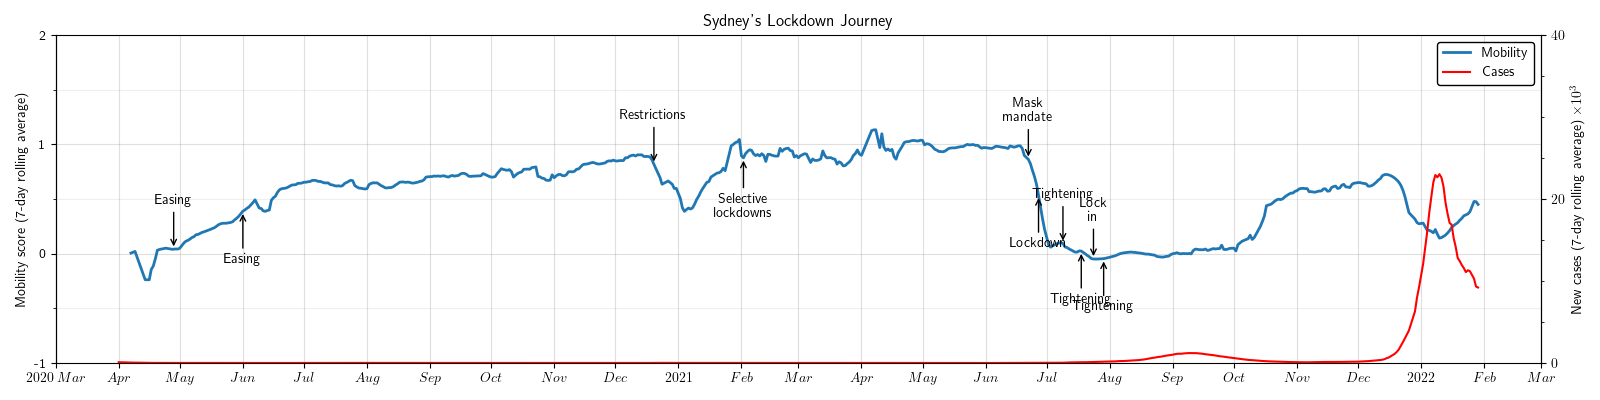 Sydney's Lockdown Journey
2
1
0
-1
Mobility score (7-day rolling average)
40
20
0
New cases (7-day rolling average) ×10³
Mobility
Cases
Easing
Easing
Restrictions
Selective
lockdowns
Mask
mandate
Lockdown
Tightening
Lock
in
Tightening
Tightening
2020 Mar Apr May Jun Jul Aug Sep Oct Nov Dec 2021 Feb Mar Apr May Jun Jul Aug Sep Oct Nov Dec 2022 Feb Mar